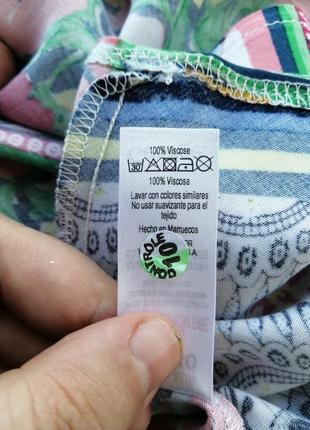 100% Viscose
30
100% Viscosa
Lavar con colores similares
No usar suavizante para el
tejido
Hecho en Marruecos
CONTROLE
10